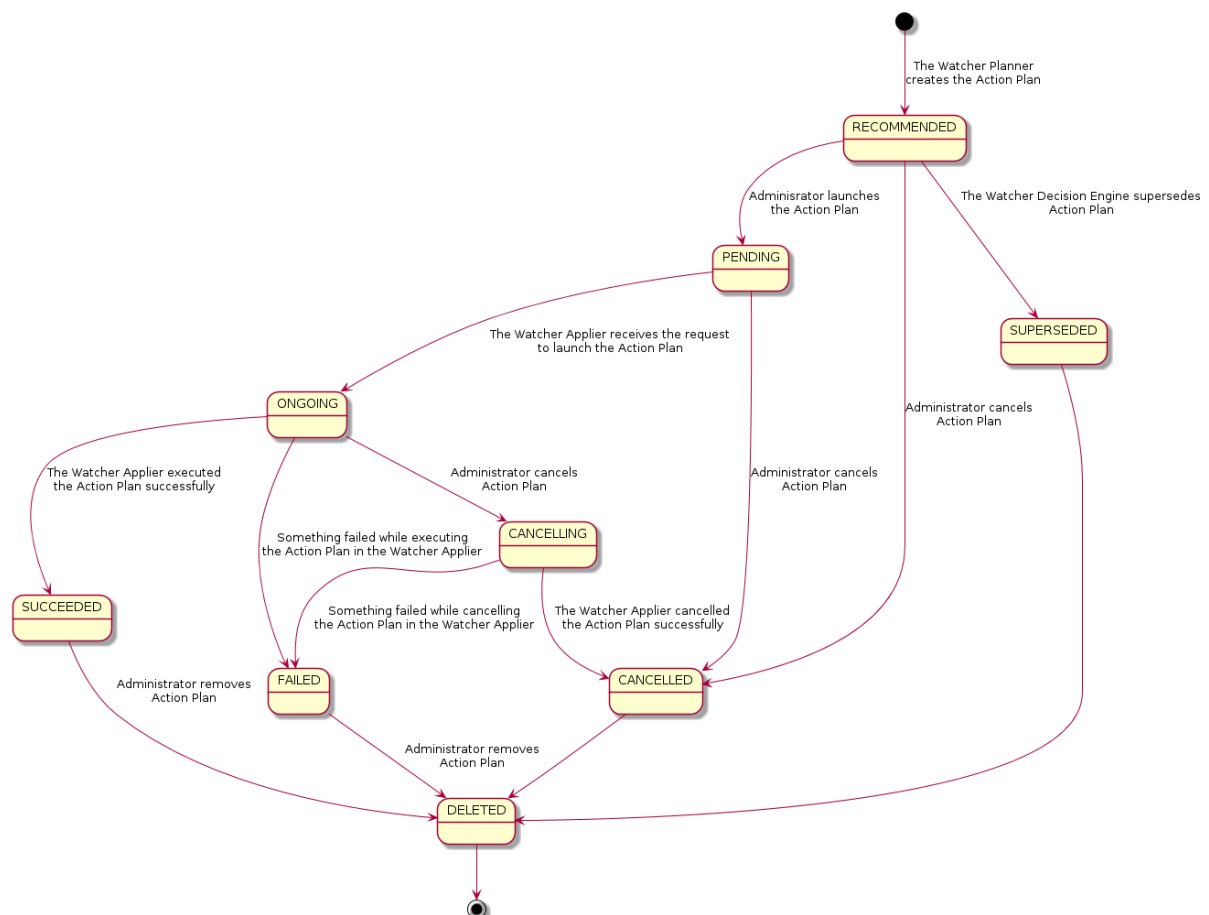 The Watcher Planner
creates the Action Plan
RECOMMENDED
Adminisrator launches
the Action Plan
The Watcher Decision Engine supersedes
Action Plan
PENDING
SUPERSEDED
The Watcher Applier receives the request
to launch the Action Plan
ONGOING
Administrator cancels
Action Plan
The Watcher Applier executed
the Action Plan successfully
Administrator cancels
Action Plan
Administrator cancels
Action Plan
CANCELLING
Something failed while executing
the Action Plan in the Watcher Applier
SUCCEEDED
Something failed while cancelling
the Action Plan in the Watcher Applier
The Watcher Applier cancelled
the Action Plan successfully
FAILED
CANCELLED
Administrator removes
Action Plan
Administrator removes
Action Plan
DELETED